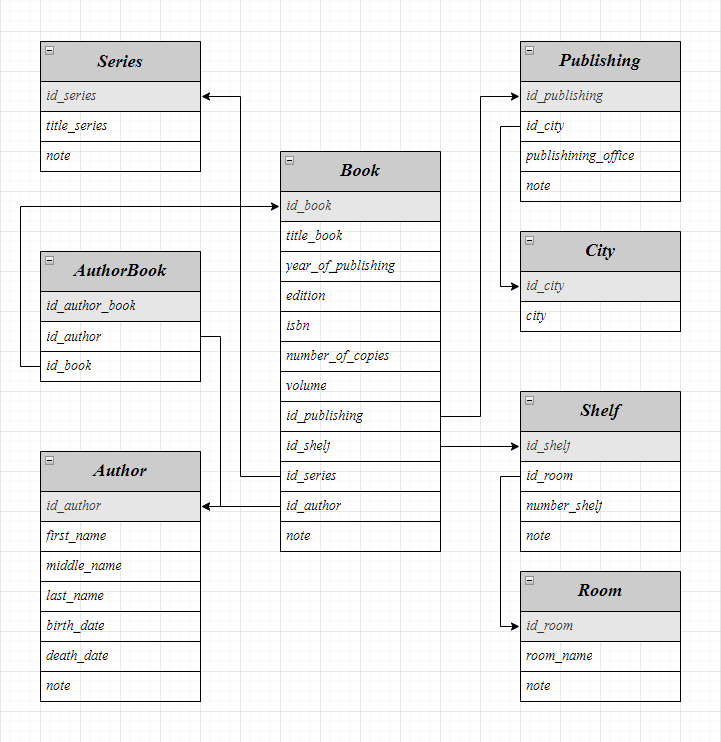 Series
id_series
title_series
note
AuthorBook
id_author_book
id_author
id_book
Author
id_author
first_name
middle_name
last_name
birth_date
death_date
note
Book
id_book
title_book
year_of_publishing
edition
isbn
number_of_copies
volume
id_publishing
id_shelf
id_series
id_author
note
Publishing
id_publishing
id_city
publishining_office
note
City
id_city
city
Shelf
id_shelf
id_room
number_shelf
note
Room
id_room
room_name
note